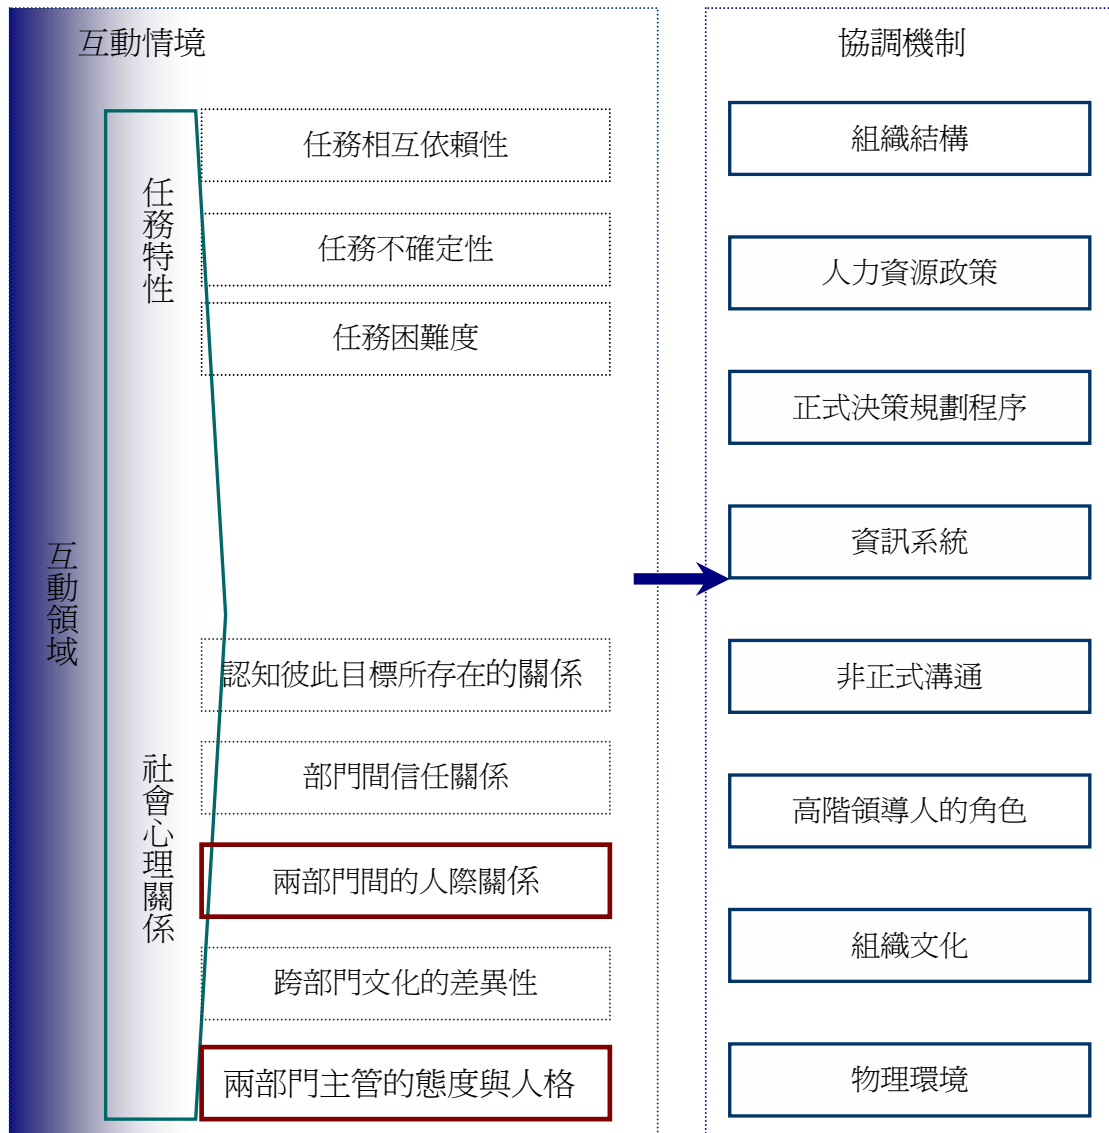 互動情境
互動領域
任務特性
任務相互依賴性
任務不確定性
任務困難度
社會心理關係
認知彼此目標所存在的關係
部門間信任關係
兩部門間的人際關係
跨部門文化的差異性
兩部門主管的態度與人格
協調機制
組織結構
人力資源政策
正式決策規劃程序
資訊系統
非正式溝通
高階領導人的角色
組織文化
物理環境